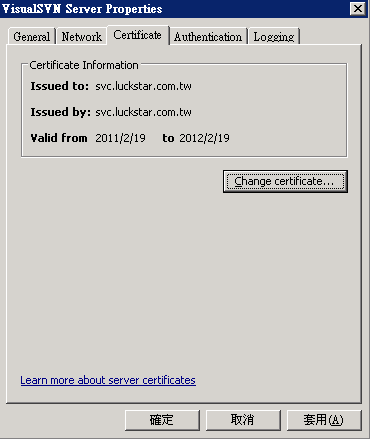 VisualSVN Server Properties
General Network Certificate Authentication Logging
Certificate Information
Issued to: svc.luckstar.com.tw
Issued by: svc.luckstar.com.tw
Valid from 2011/2/19 to 2012/2/19
Change certificate...
Learn more about server certificates
確定 取消 套用(A)